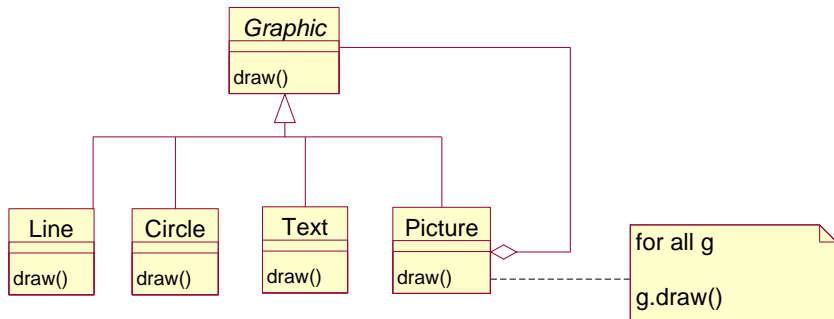 Graphic
draw()
Line
draw()
Circle
draw()
Text
draw()
Picture
draw()
for all g
g.draw()